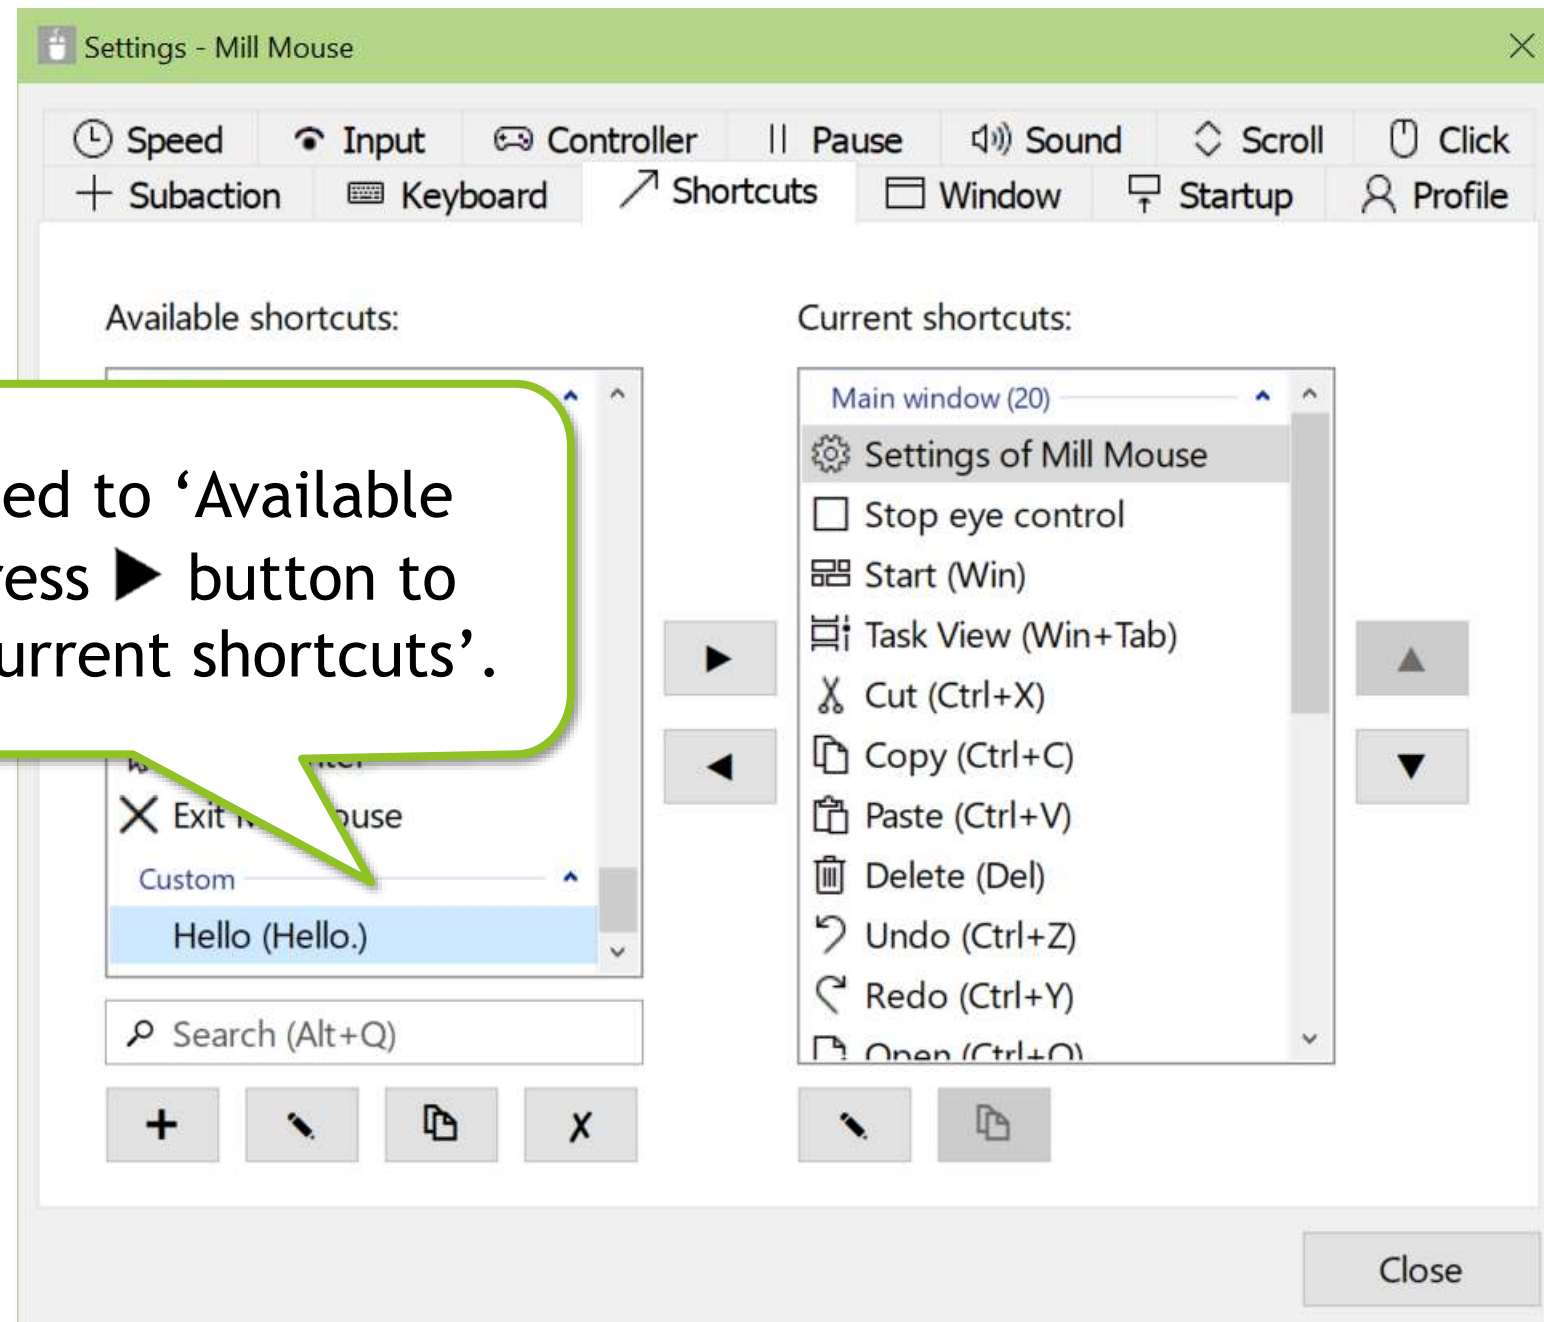 Settings - Mill Mouse
Speed Input Controller Pause Sound Scroll Click
Subaction Keyboard Shortcuts Window Startup Profile
Available shortcuts:
ed to ‘Available
ress ▶ button to
urrent shortcuts’.
Exit
Custom
Hello (Hello.)
Search (Alt+Q)
Current shortcuts:
Main window (20)
Settings of Mill Mouse
Stop eye control
Start (Win)
Task View (Win+Tab)
Cut (Ctrl+X)
Copy (Ctrl+C)
Paste (Ctrl+V)
Delete (Del)
Undo (Ctrl+Z)
Redo (Ctrl+Y)
Open (Ctrl+O)
Close